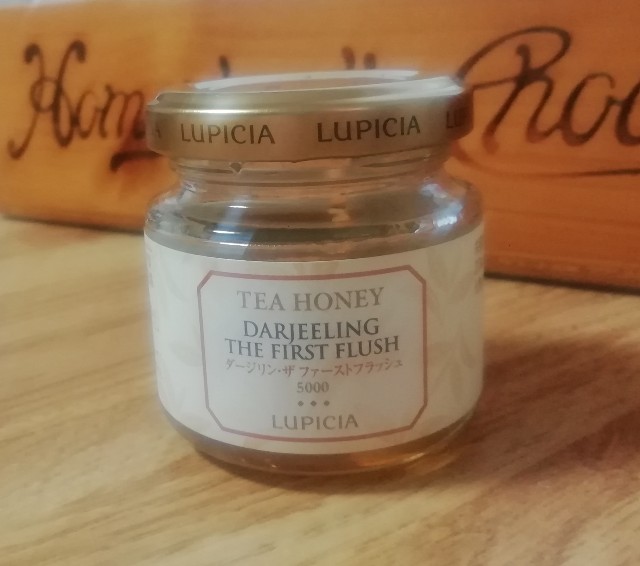 LUPICIA LUPICIA
TEA HONEY
DARJEELING
THE FIRST FLUSH
ダージリン・ザ ファーストフラッシュ
5000
LUPICIA